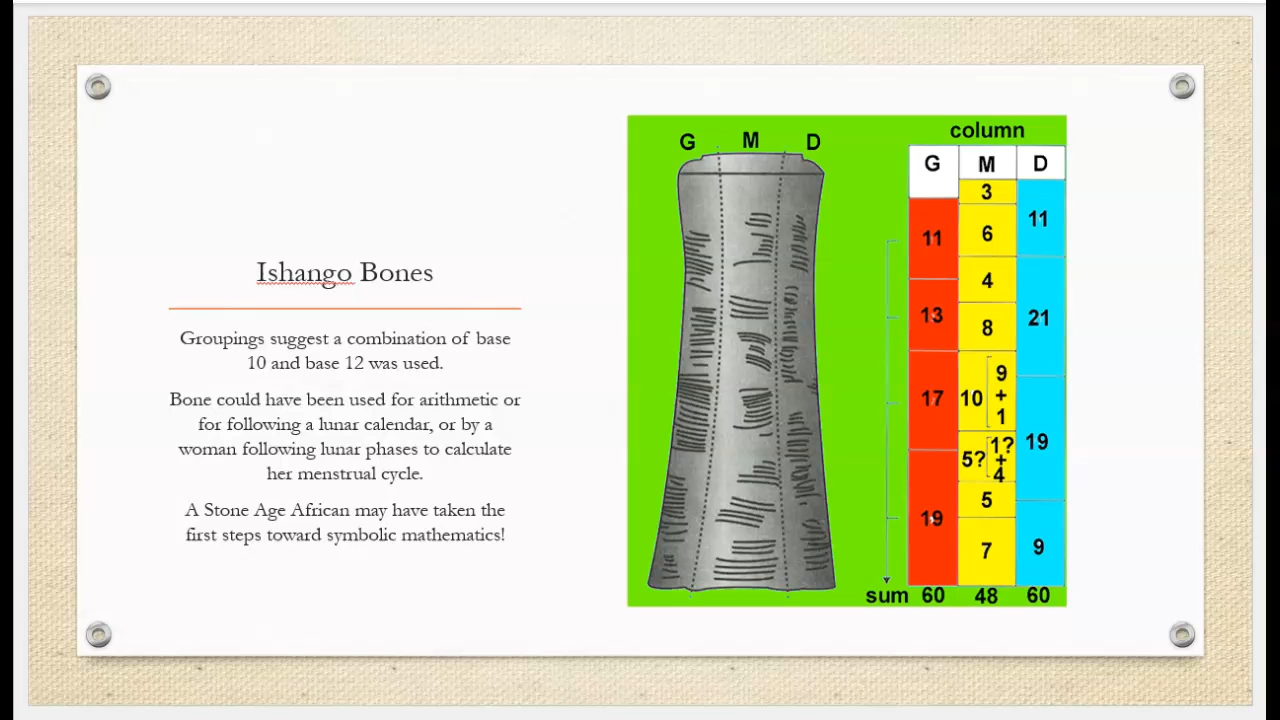 Ishango Bones
Groupings suggest a combination of base
10 and base 12 was used.
Bone could have been used for arithmetic or
for following a lunar calendar, or by a
woman following lunar phases to calculate
her menstrual cycle.
A Stone Age African may have taken the
first steps toward symbolic mathematics!
G M D
column
G M D
3
11
6
11
4
13
8
21
17
10
9
+
1
5?
1?
+
4
19
5
19
7
9
sum 60 48 60